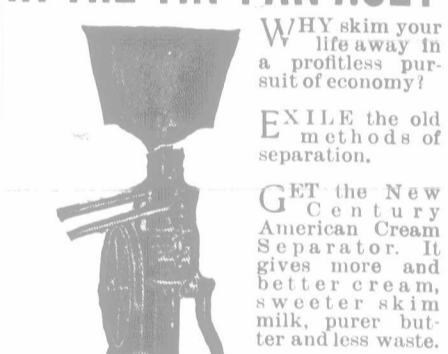 WHY skim your
life away in
a profitless pur-
suit of economy?
EXILE the old
methods of
separation.
GET the New
Century
American Cream
Separator. It
gives more and
better cream,
sweeter skim
milk, purer but-
ter and less waste.